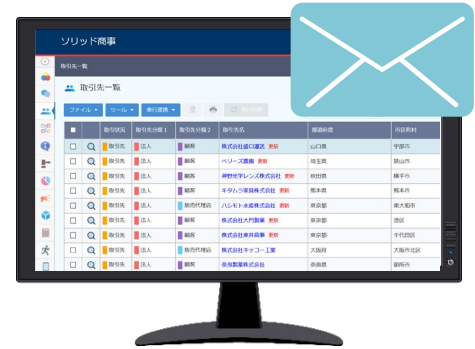 ソリッド商事
取引先一覧
取引先一覧
ファイル ツール 奉行連携
取引状況 取引先分類1 取引先分類2 取引先名 都道府県 市区町村
取引先 法人 顧客 株式会社盛口運送 更新 山口県 宇部市
取引先 法人 顧客 ベリーズ農園 更新 埼玉県 狭山市
取引先 法人 顧客 神野光学レンズ株式会社 更新 秋田県 横手市
取引先 法人 顧客 キタムラ家具株式会社 更新 熊本県 熊本市
取引先 法人 販売代理店 ハシモト水産株式会社 更新 東京都 東大和市
取引先 法人 顧客 株式会社大門製菓 更新 東京都 港区
取引先 法人 顧客 株式会社東井商事 更新 東京都 千代田区
取引先 法人 販売代理店 株式会社キッコー工業 大阪府 大阪市北区
取引先 法人 顧客 奈良製薬株式会社 奈良県 御所市